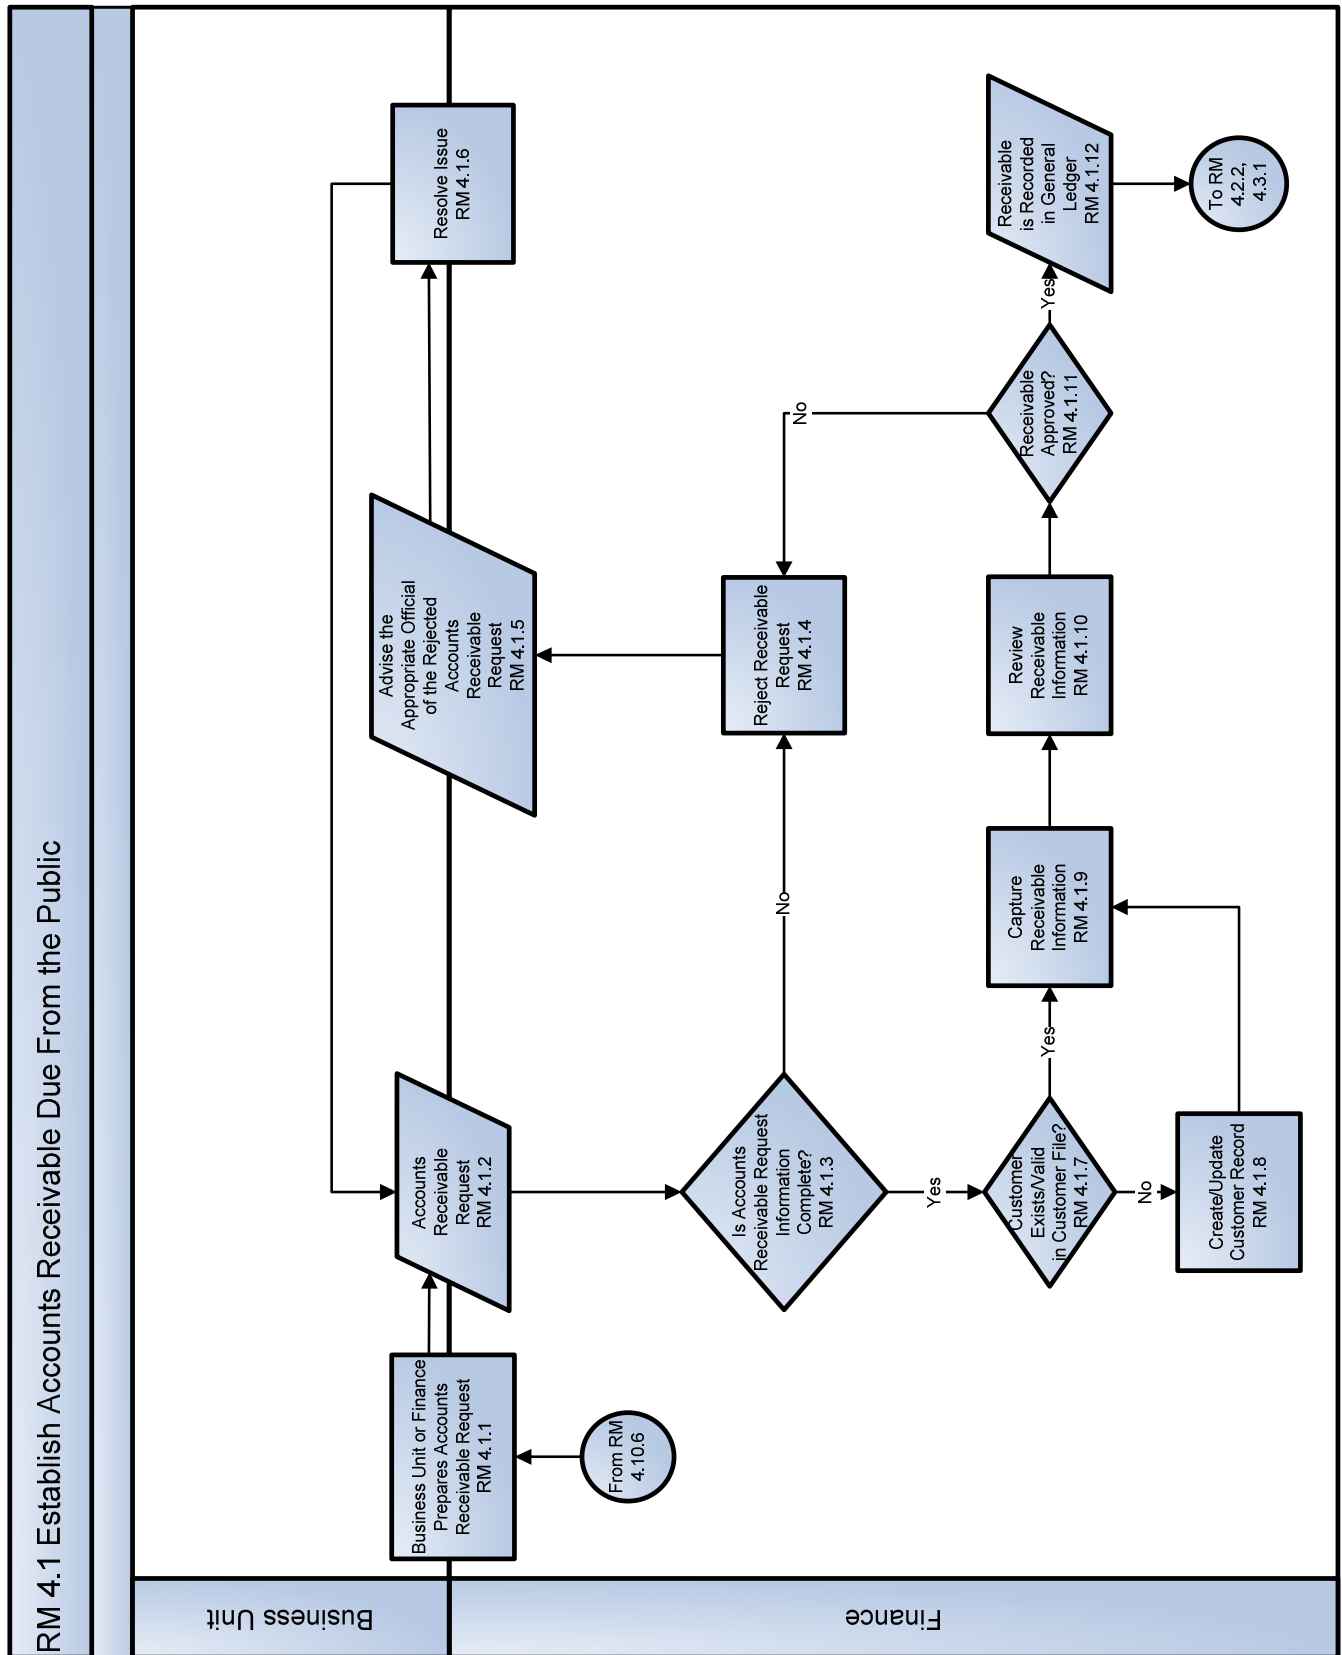 RM 4.1 Establish Accounts Receivable Due From the Public
Business Unit
Finance
Business Unit or Finance
Prepares Accounts
Receivable Request
RM 4.1.1
From RM
4.10.6
Accounts
Receivable
Request
RM 4.1.2
Is Accounts
Receivable Request
Information
Complete?
RM 4.1.3
No
Yes
Reject Receivable
Request
RM 4.1.4
Advise the
Appropriate Official
of the Rejected
Accounts
Receivable
Request
RM 4.1.5
Resolve Issue
RM 4.1.6
Customer
Exists/Valid
in Customer File?
RM 4.1.7
Yes
No
Create/Update
Customer Record
RM 4.1.8
Capture
Receivable
Information
RM 4.1.9
Review
Receivable
Information
RM 4.1.10
Receivable
Approved?
RM 4.1.11
No
Yes
Receivable
is Recorded
in General
Ledger
RM 4.1.12
To RM
4.2.2,
4.3.1